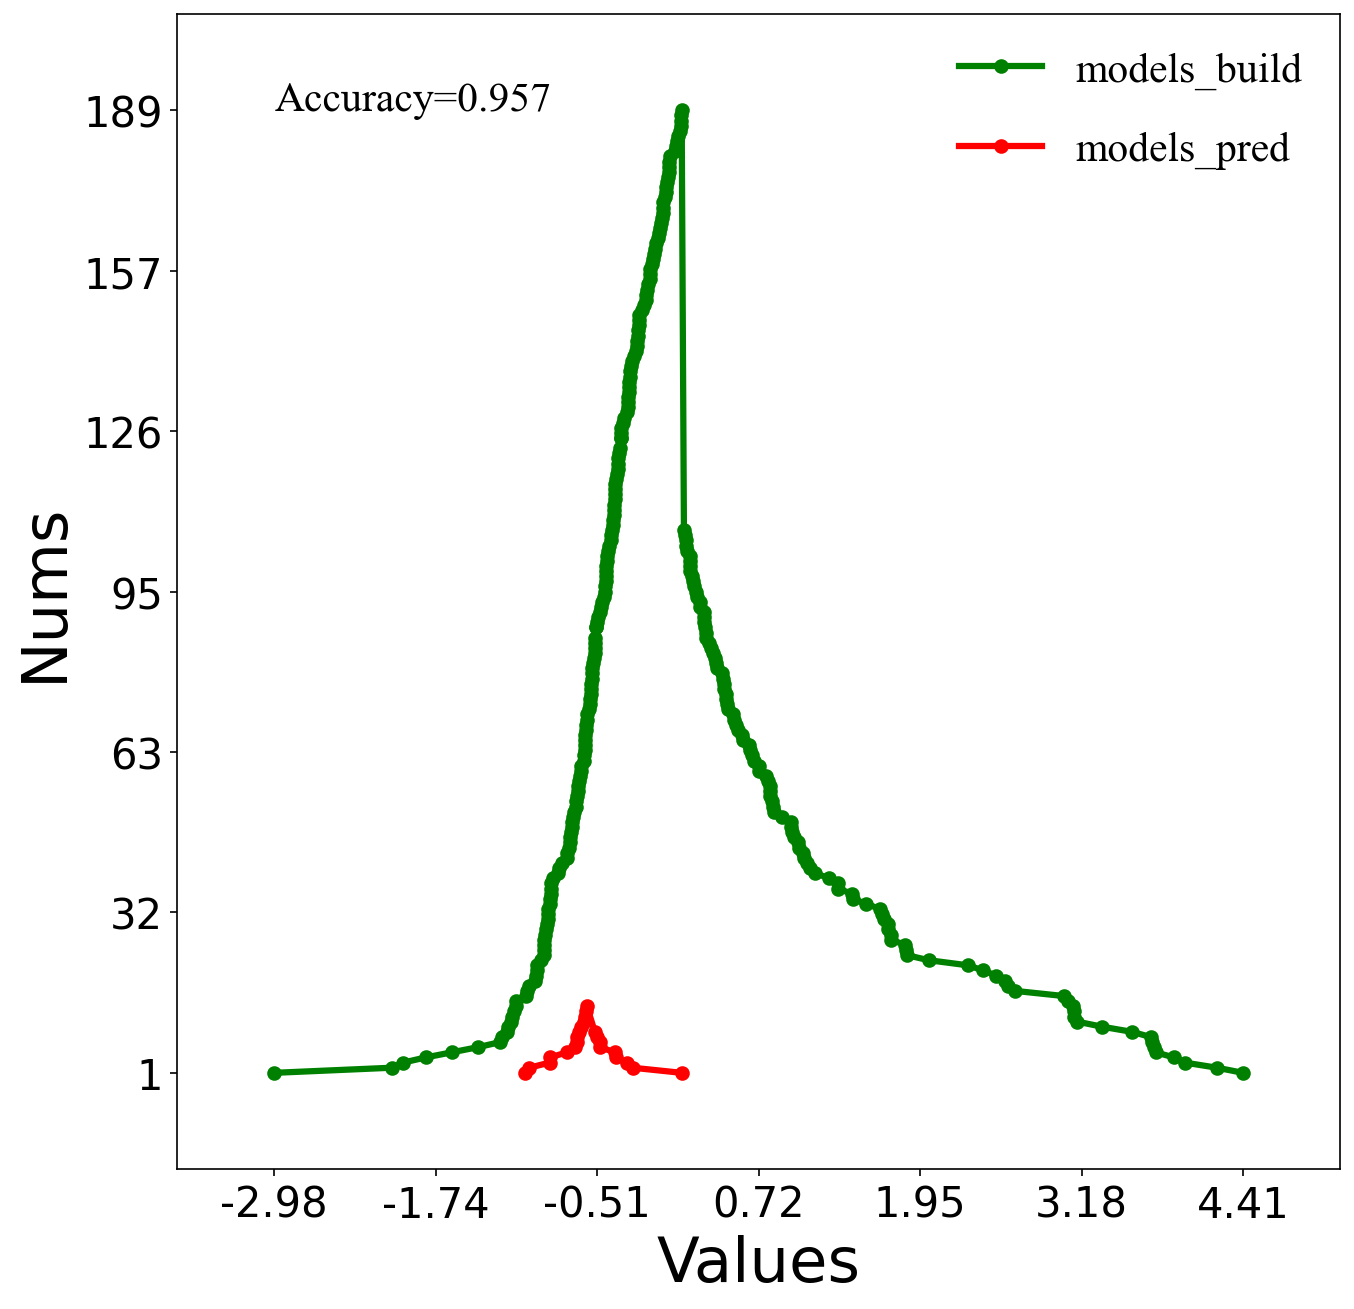 Accuracy=0.957
models_build
models_pred
Nums
189
157
126
95
63
32
1
-2.98 -1.74 -0.51 0.72 1.95 3.18 4.41
Values